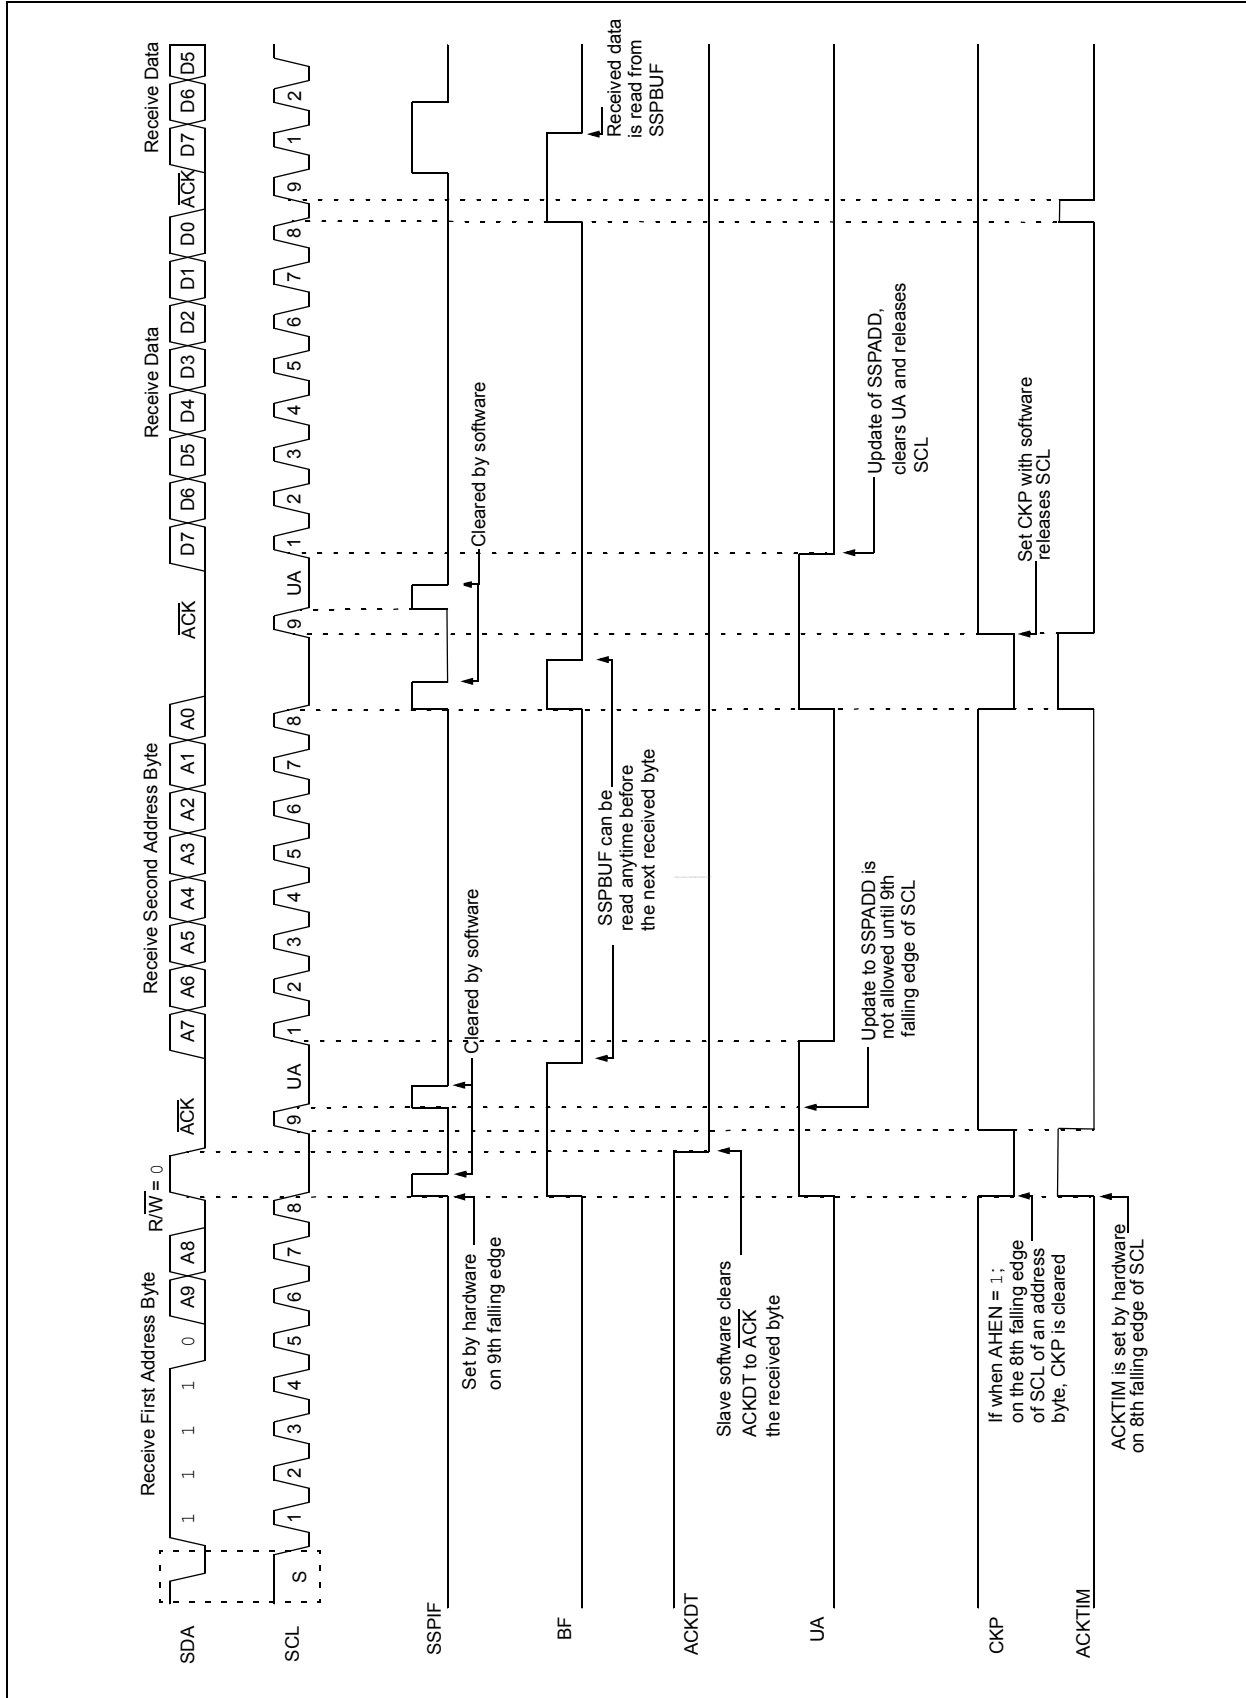 Receive First Address Byte
R/W = 0
Receive Second Address Byte
Receive Data
Receive Data
SDA
1 1 1 1 0 A9 A8
ACK
A7 A6 A5 A4 A3 A2 A1 A0
ACK
D7 D6 D5 D4 D3 D2 D1 D0
ACK
D7 D6 D5
SCL
S
1 2 3 4 5 6 7 8 9
UA
1 2 3 4 5 6 7 8 9
UA
1 2 3 4 5 6 7 8 9
1 2
SSPIF
Set by hardware
on 9th falling edge
Cleared by software
Cleared by software
BF
SSPBUF can be
read anytime before
the next received byte
Received data
is read from
SSPBUF
ACKDT
Slave software clears
ACKDT to ACK
the received byte
UA
Update to SSPADD is
not allowed until 9th
falling edge of SCL
Update of SSPADD,
clears UA and releases
SCL
CKP
If when AHEN = 1;
on the 8th falling edge
of SCL of an address
byte, CKP is cleared
Set CKP with software
releases SCL
ACKTIM
ACKTIM is set by hardware
on 8th falling edge of SCL